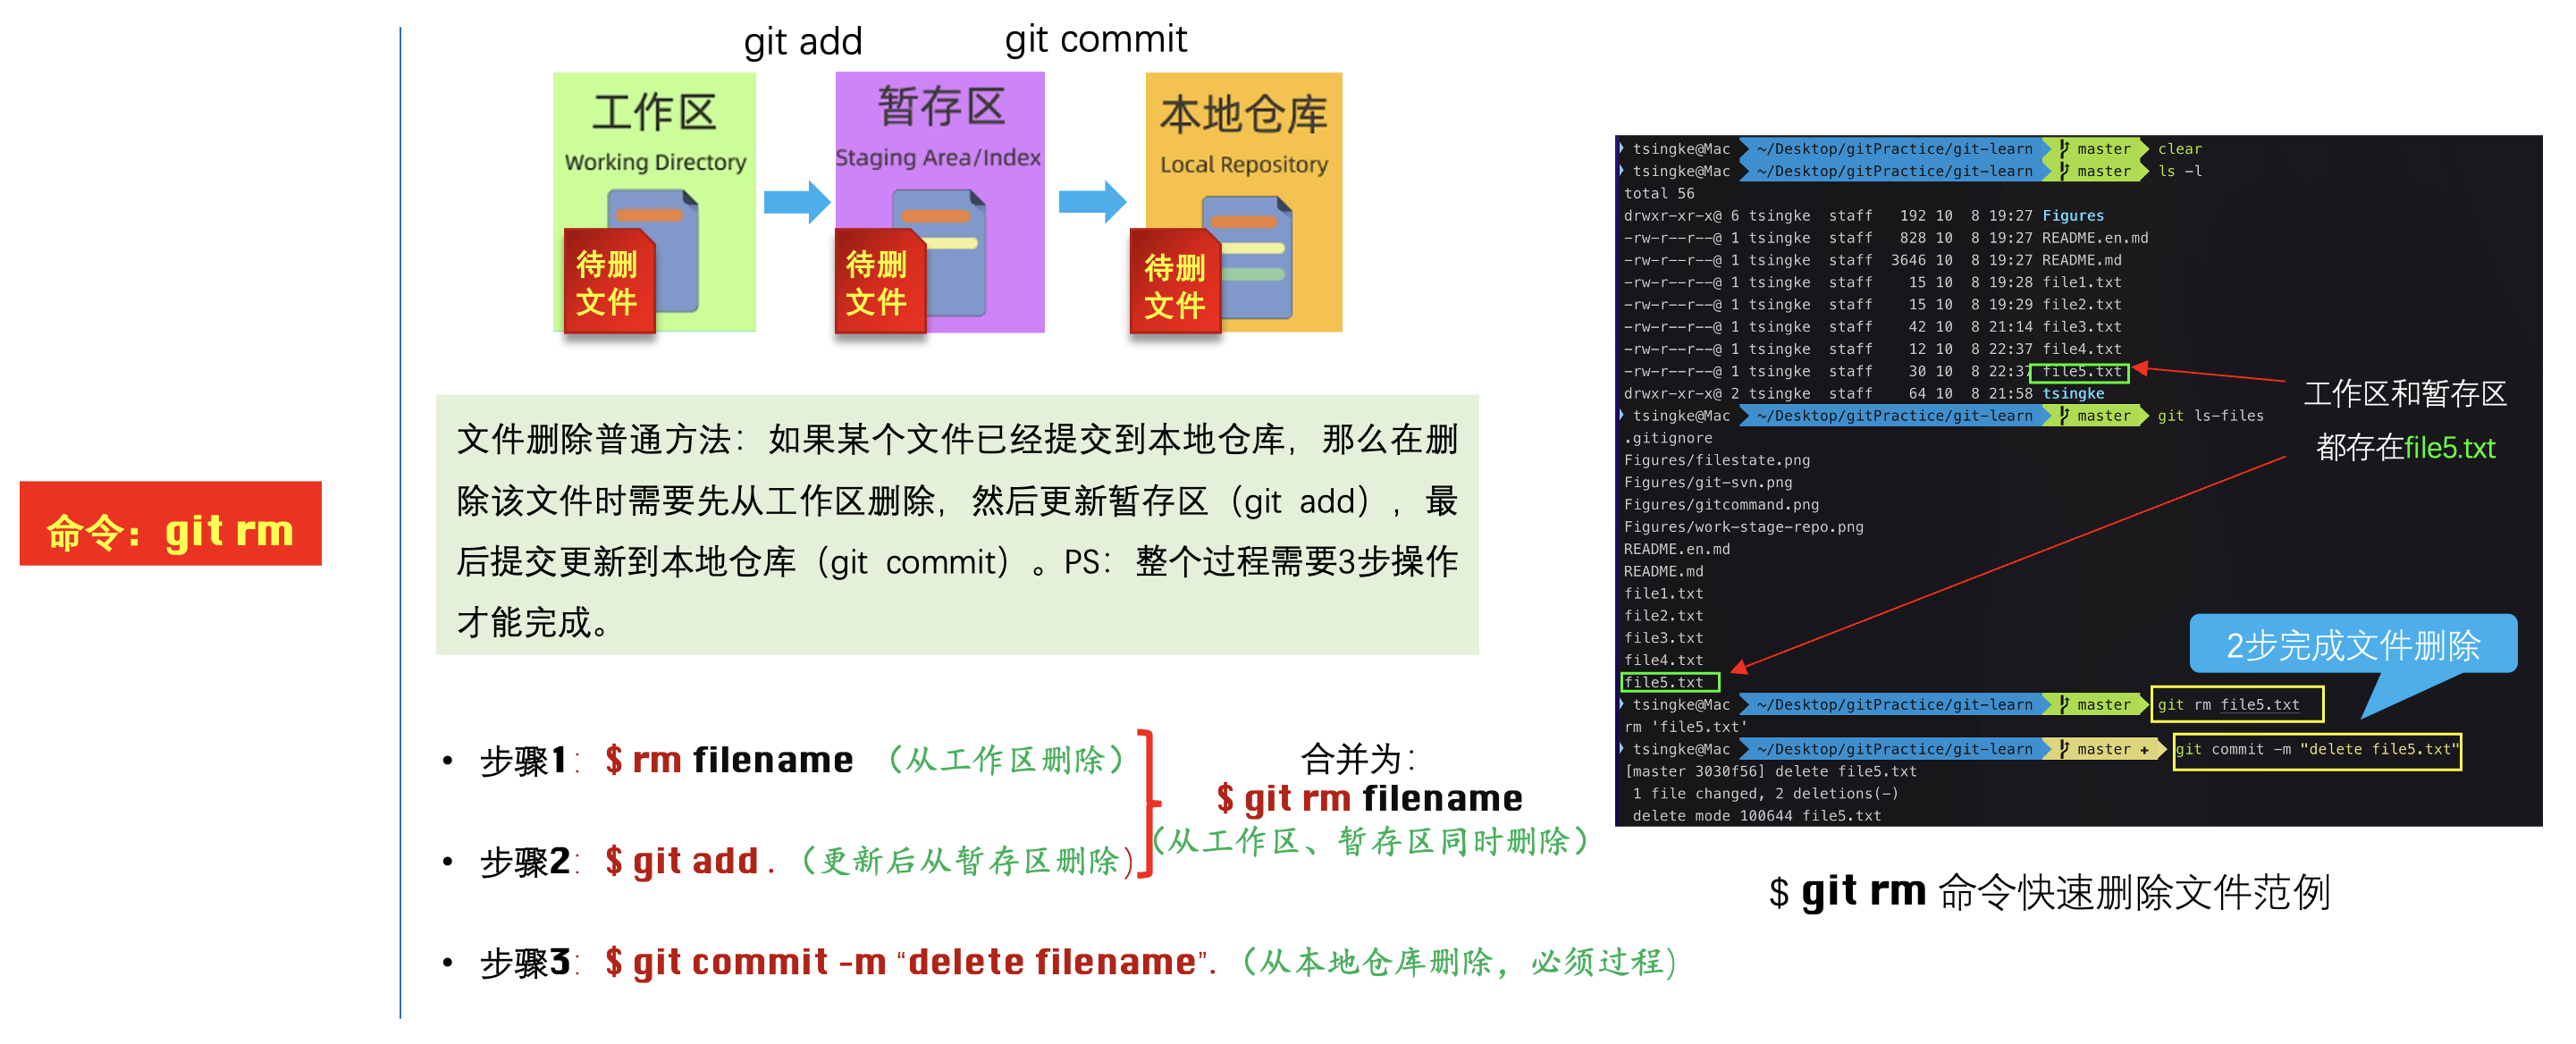 命令：git rm
git add
git commit
工作区
Working Directory
待删
文件
暂存区
Staging Area/Index
待删
文件
本地仓库
Local Repository
待删
文件
文件删除普通方法：如果某个文件已经提交到本地仓库，那么在删
除该文件时需要先从工作区删除，然后更新暂存区（git add），最
后提交更新到本地仓库（git commit）。PS：整个过程需要3步操作
才能完成。
• 步骤1：$ rm filename （从工作区删除）
• 步骤2：$ git add .（更新后从暂存区删除）
合并为：
$ git rm filename
（从工作区、暂存区同时删除）
• 步骤3：$ git commit -m “delete filename”.（从本地仓库删除，必须过程）
tsingke@Mac ~/Desktop/gitPractice/git-learn master clear
tsingke@Mac ~/Desktop/gitPractice/git-learn master ls -l
total 56
drwxr-xr-x@ 6 tsingke staff 192 10 8 19:27 Figures
-rw-r--r--@ 1 tsingke staff 828 10 8 19:27 README.en.md
-rw-r--r--@ 1 tsingke staff 3646 10 8 19:27 README.md
-rw-r--r--@ 1 tsingke staff 15 10 8 19:28 file1.txt
-rw-r--r--@ 1 tsingke staff 15 10 8 19:29 file2.txt
-rw-r--r--@ 1 tsingke staff 42 10 8 21:14 file3.txt
-rw-r--r--@ 1 tsingke staff 12 10 8 22:37 file4.txt
-rw-r--r--@ 1 tsingke staff 30 10 8 22:37 file5.txt
drwxr-xr-x@ 2 tsingke staff 64 10 8 21:58 tsingke
tsingke@Mac ~/Desktop/gitPractice/git-learn master git ls-files
.gitignore
Figures/filestate.png
Figures/git-svn.png
Figures/gitcommand.png
Figures/work-stage-repo.png
README.en.md
README.md
file1.txt
file2.txt
file3.txt
file4.txt
file5.txt
tsingke@Mac ~/Desktop/gitPractice/git-learn master git rm file5.txt
rm 'file5.txt'
tsingke@Mac ~/Desktop/gitPractice/git-learn master + git commit -m "delete file5.txt"
[master 3030f56] delete file5.txt
1 file changed, 2 deletions(-)
delete mode 100644 file5.txt
工作区和暂存区
都存在file5.txt
2步完成文件删除
$ git rm 命令快速删除文件范例